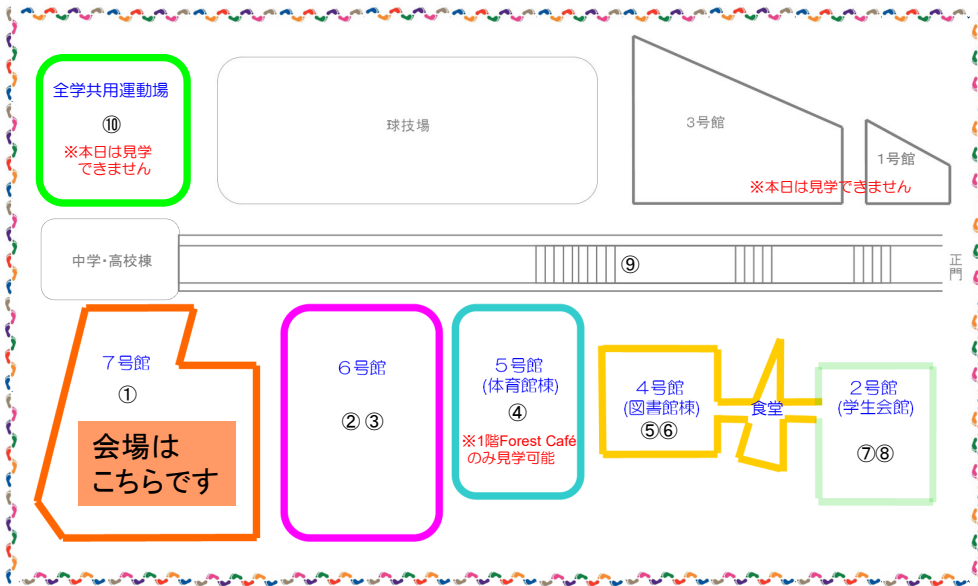 全学共用運動場
⑩
※本日は見学
できません
球技場
3号館
1号館
※本日は見学できません
中学・高校棟
⑨
正門
7号館
①
会場は
こちらです
6号館
② ③
5号館
(体育館棟)
④
※1階Forest Café
のみ見学可能
4号館
(図書館棟)
⑤⑥
食堂
2号館
(学生会館)
⑦⑧